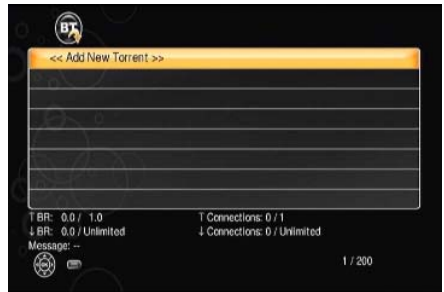 BT
<< Add New Torrent >>
↑ BR: 0.0 / 1.0 ↑ Connections: 0 / 1
↓ BR: 0.0 / Unlimited ↓ Connections: 0 / Unlimited
Message: --
OK
1 / 200